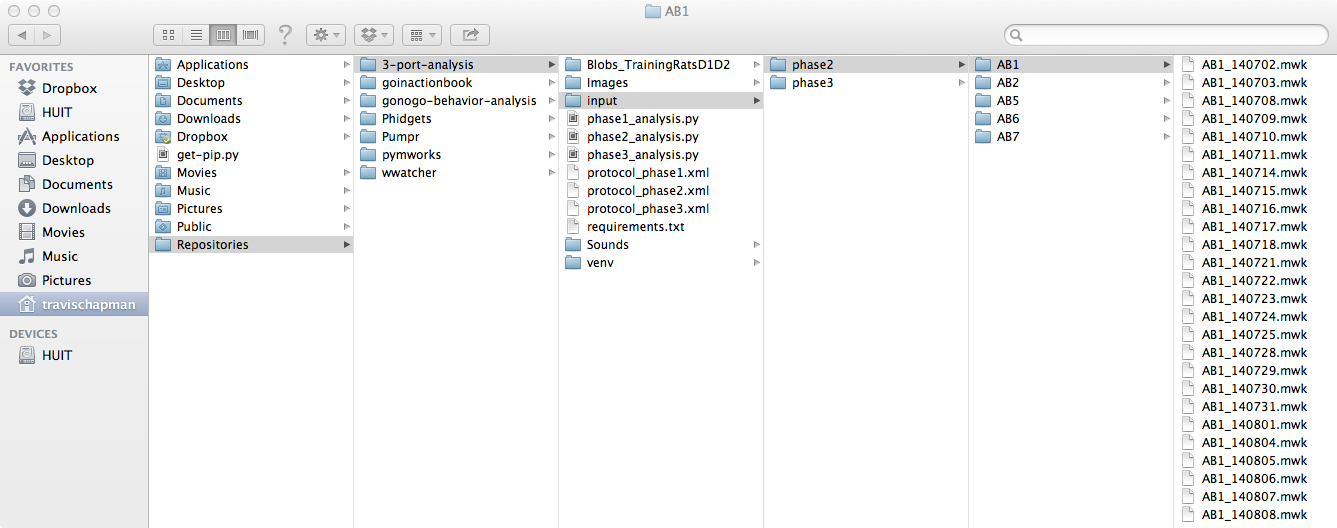 AB1
FAVORITES
Dropbox
HUIT
Applications
Desktop
Documents
Downloads
Movies
Music
Pictures
travischapman
DEVICES
HUIT
Applications
Desktop
Documents
Downloads
Dropbox
get-pip.py
Movies
Music
Pictures
Public
Repositories
3-port-analysis
goinactionbook
gonogo-behavior-analysis
Phidgets
Pumpr
pymworks
wwatcher
Blobs_TrainingRatsD1D2
Images
input
phase1_analysis.py
phase2_analysis.py
phase3_analysis.py
protocol_phase1.xml
protocol_phase2.xml
protocol_phase3.xml
requirements.txt
Sounds
venv
phase2
phase3
AB1
AB2
AB5
AB6
AB7
AB1_140702.mwk
AB1_140703.mwk
AB1_140708.mwk
AB1_140709.mwk
AB1_140710.mwk
AB1_140711.mwk
AB1_140714.mwk
AB1_140715.mwk
AB1_140716.mwk
AB1_140717.mwk
AB1_140718.mwk
AB1_140721.mwk
AB1_140722.mwk
AB1_140723.mwk
AB1_140724.mwk
AB1_140725.mwk
AB1_140728.mwk
AB1_140729.mwk
AB1_140730.mwk
AB1_140731.mwk
AB1_140801.mwk
AB1_140804.mwk
AB1_140805.mwk
AB1_140806.mwk
AB1_140807.mwk
AB1_140808.mwk